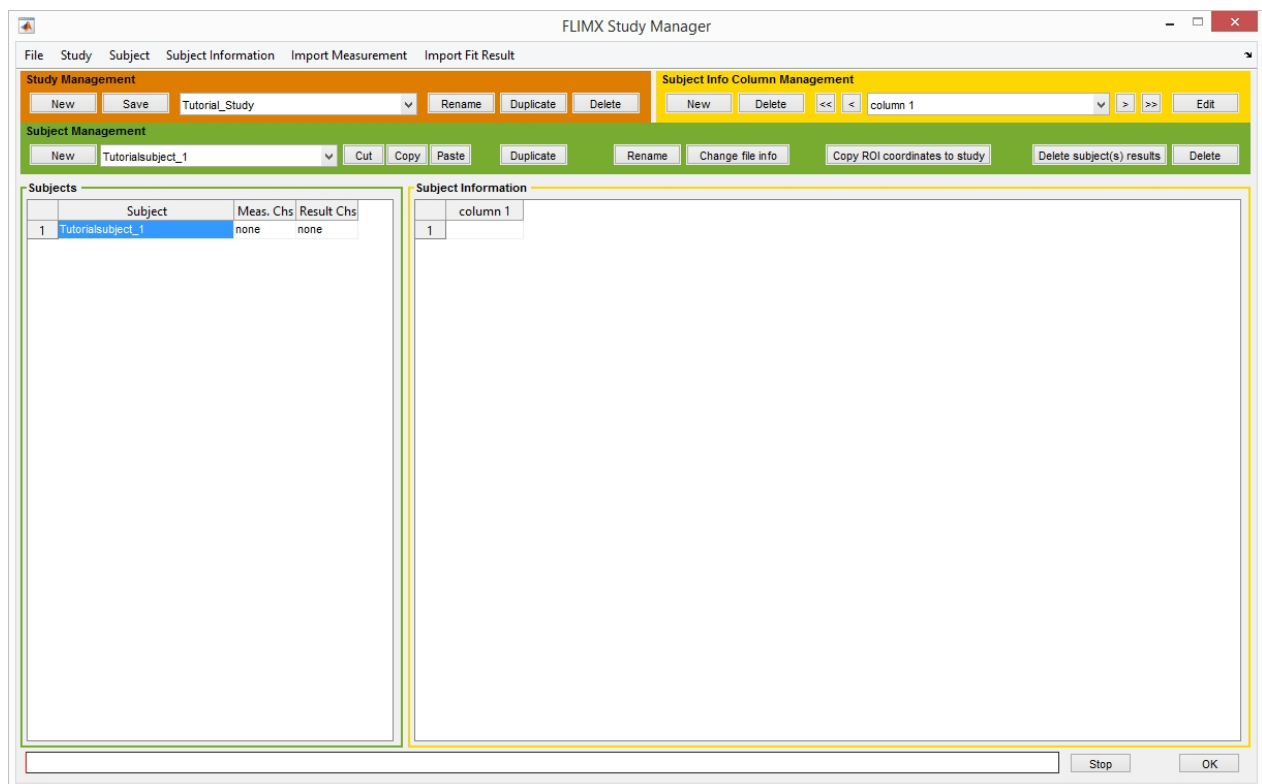 FLIMX Study Manager
File Study Subject Subject Information Import Measurement Import Fit Result
Study Management
New Save Tutorial_Study Rename Duplicate Delete
Subject Info Column Management
New Delete << < column 1 > >> Edit
Subject Management
New Tutorialsubject_1 Cut Copy Paste Duplicate Rename Change file info Copy ROI coordinates to study Delete subject(s) results Delete
Subjects
Subject Meas. Chs Result Chs
1 Tutorialsubject_1 none none
Subject Information
column 1
1
Stop OK